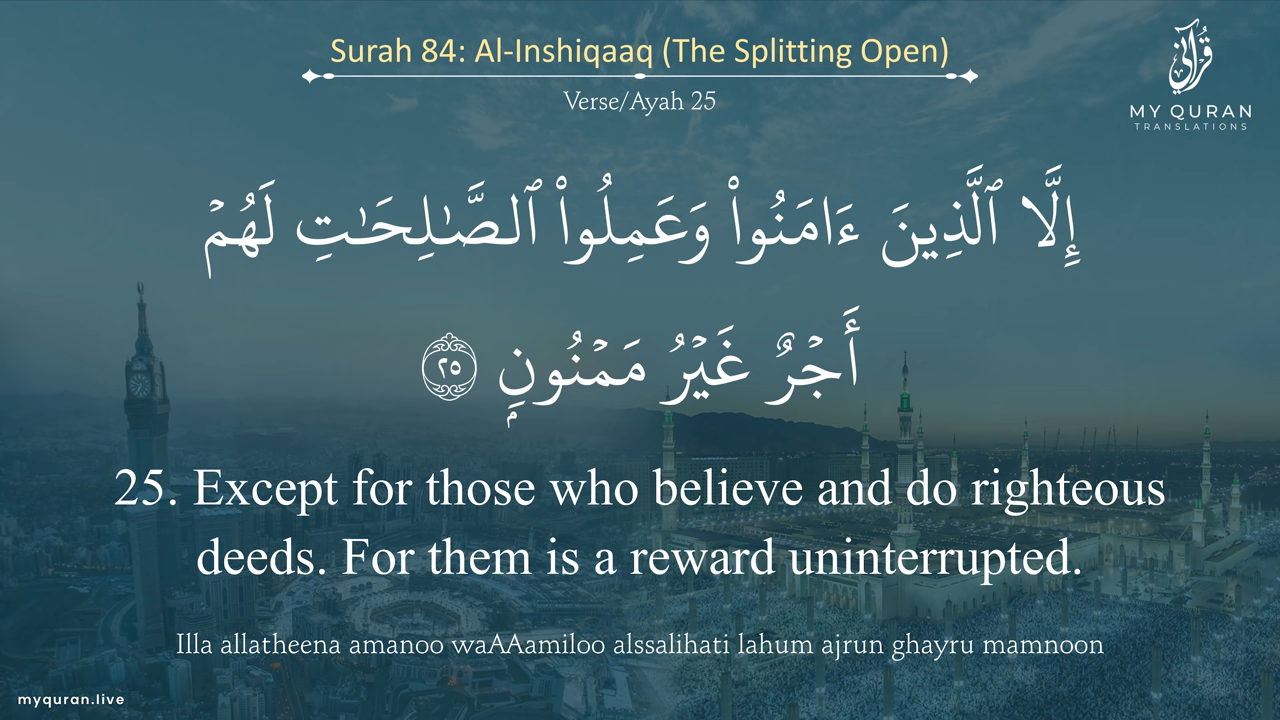 Surah 84: Al-Inshiqaaq (The Splitting Open)
Verse/Ayah 25
قرآني
MY QURAN
TRANSLATIONS
إِلَّا ٱلَّذِينَ ءَامَنُوا۟ وَعَمِلُوا۟ ٱلصَّـٰلِحَـٰتِ لَهُمْ
أَجْرٌ غَيْرُ مَمْنُونٍۭ ٢٥
25. Except for those who believe and do righteous
deeds. For them is a reward uninterrupted.
Illa allatheena amanoo waAAamiloo alssalihati lahum ajrun ghayru mamnoon
myquran.live